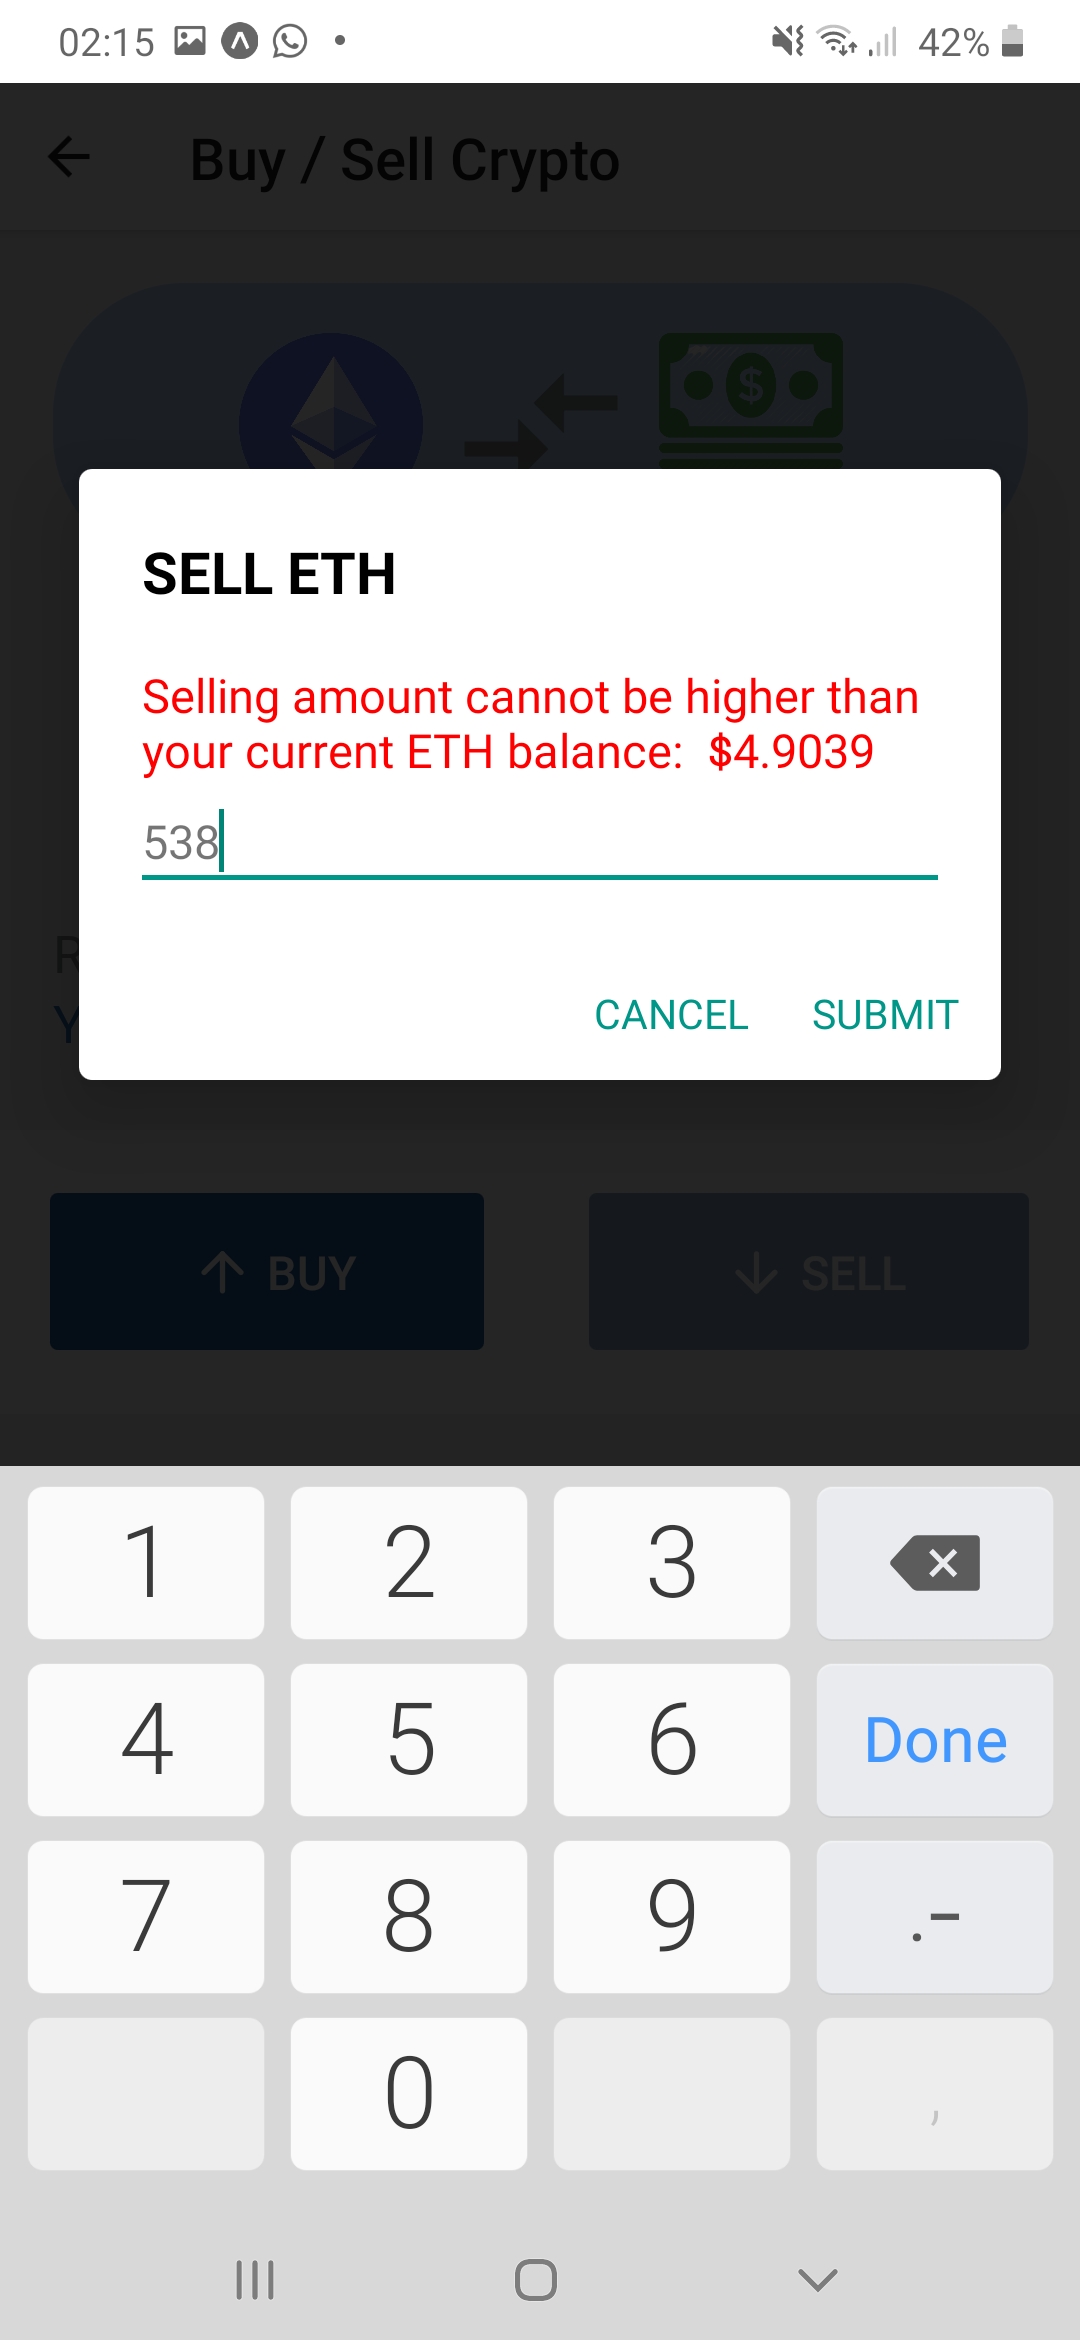 02:15 42%
Buy / Sell Crypto
$
SELL ETH
Selling amount cannot be higher than
your current ETH balance:  $4.9039
538
R
Y
CANCEL SUBMIT
BUY SELL
1 2 3
4 5 6 Done
7 8 9 .-
0 ,